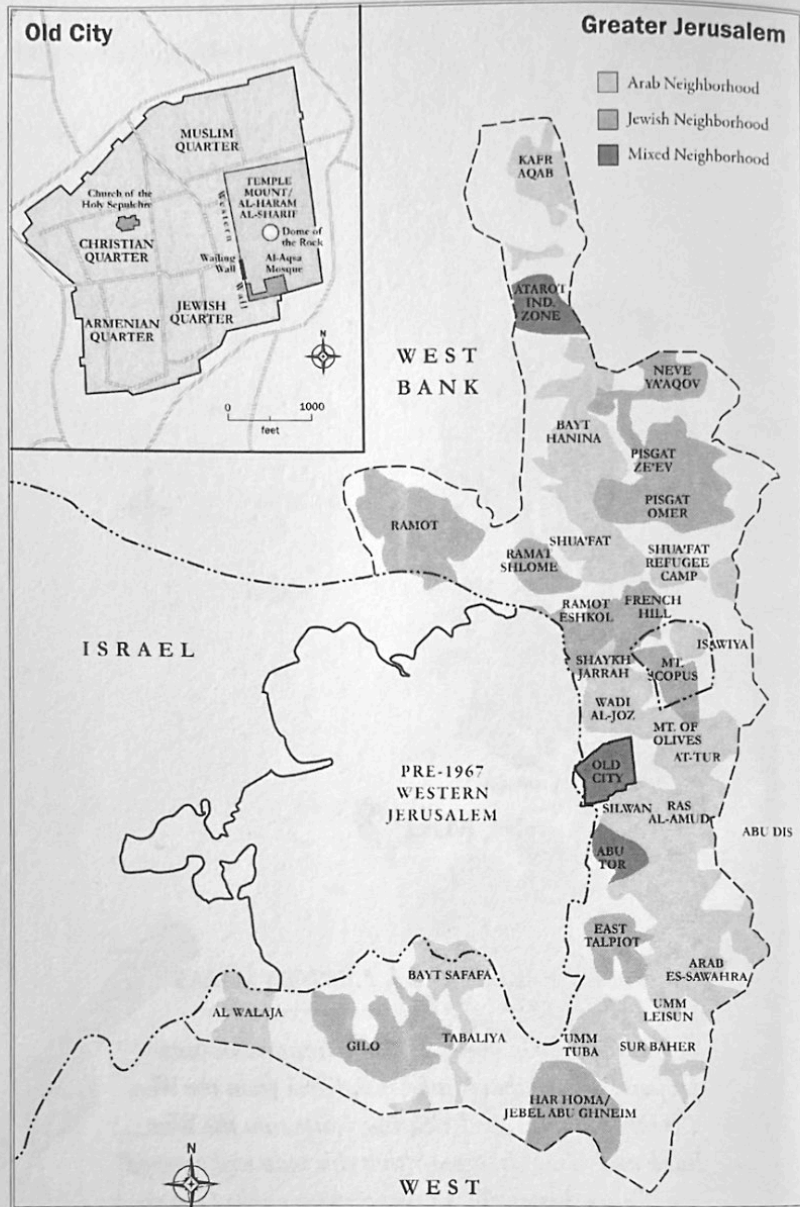 Old City
MUSLIM
QUARTER
Church of the
Holy Sepulchre
TEMPLE
MOUNT/
AL-HARAM
AL-SHARIF
Western
Wall
Dome of
the Rock
CHRISTIAN
QUARTER
Wailing
Wall
Al-Aqsa
Mosque
JEWISH
QUARTER
ARMENIAN
QUARTER
N
0 1000
feet
Greater Jerusalem
Arab Neighborhood
Jewish Neighborhood
Mixed Neighborhood
KAFR
AQAB
ATAROT
IND.
ZONE
WEST
BANK
NEVE
YA'AQOV
BAYT
HANINA
PISGAT
ZE'EV
PISGAT
OMER
RAMOT
SHUA'FAT
RAMAT
SHLOME
SHUA'FAT
REFUGEE
CAMP
RAMOT
ESHKOL
FRENCH
HILL
ISRAEL
ISAWIYA
SHAYKH
JARRAH
MT.
SCOPUS
WADI
AL-JOZ
MT. OF
OLIVES
AT-TUR
PRE-1967
WESTERN
JERUSALEM
OLD
CITY
SILWAN
RAS
AL-AMUD
ABU DIS
ABU
TOR
EAST
TALPIOT
ARAB
ES-SAWAHRA
BAYT SAFAFA
AL WALAJA
UMM
LEISUN
GILO
TABALIYA
UMM
TUBA
SUR BAHER
HAR HOMA/
JEBEL ABU GHNEIM
N
WEST